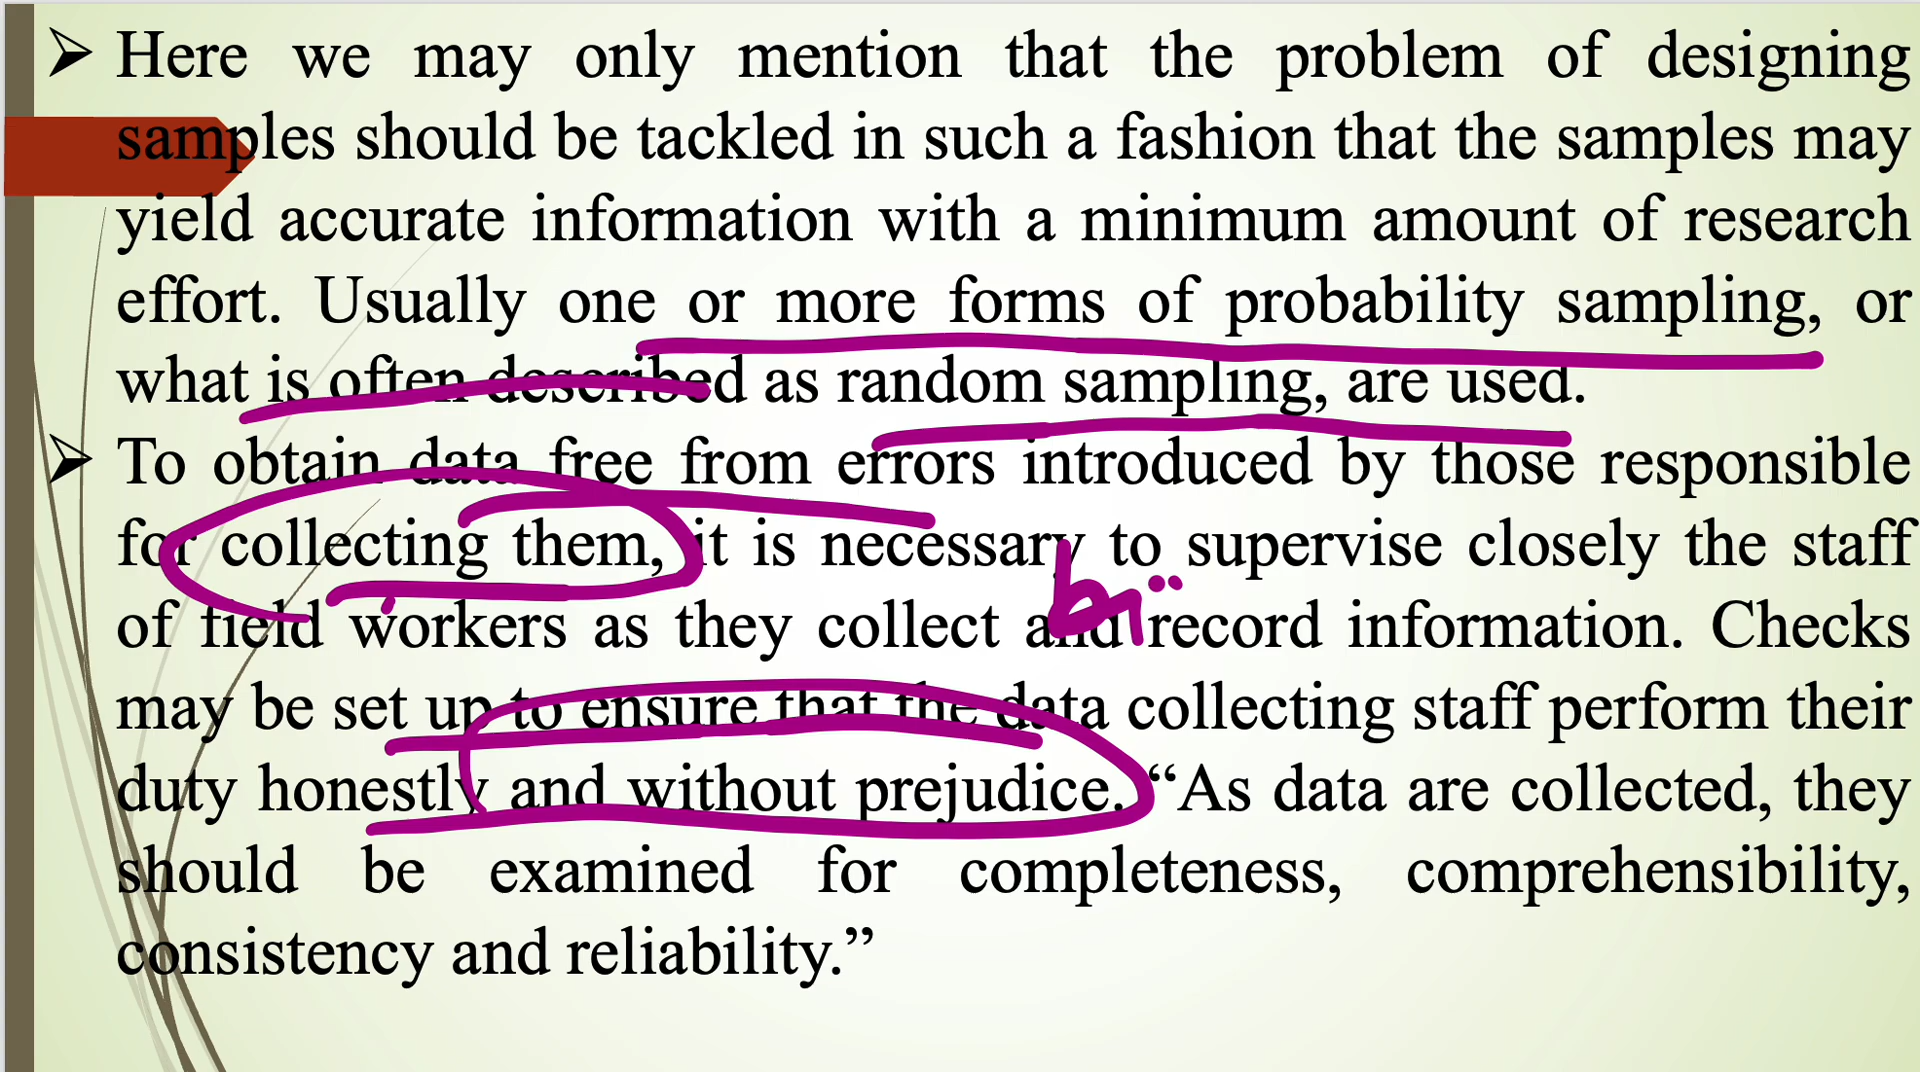 Here we may only mention that the problem of designing
samples should be tackled in such a fashion that the samples may
yield accurate information with a minimum amount of research
effort. Usually one or more forms of probability sampling, or
what is often described as random sampling, are used.
To obtain data free from errors introduced by those responsible
for collecting them, it is necessary to supervise closely the staff
of field workers as they collect and record information. Checks
may be set up to ensure that the data collecting staff perform their
duty honestly and without prejudice. “As data are collected, they
should be examined for completeness, comprehensibility,
consistency and reliability.”